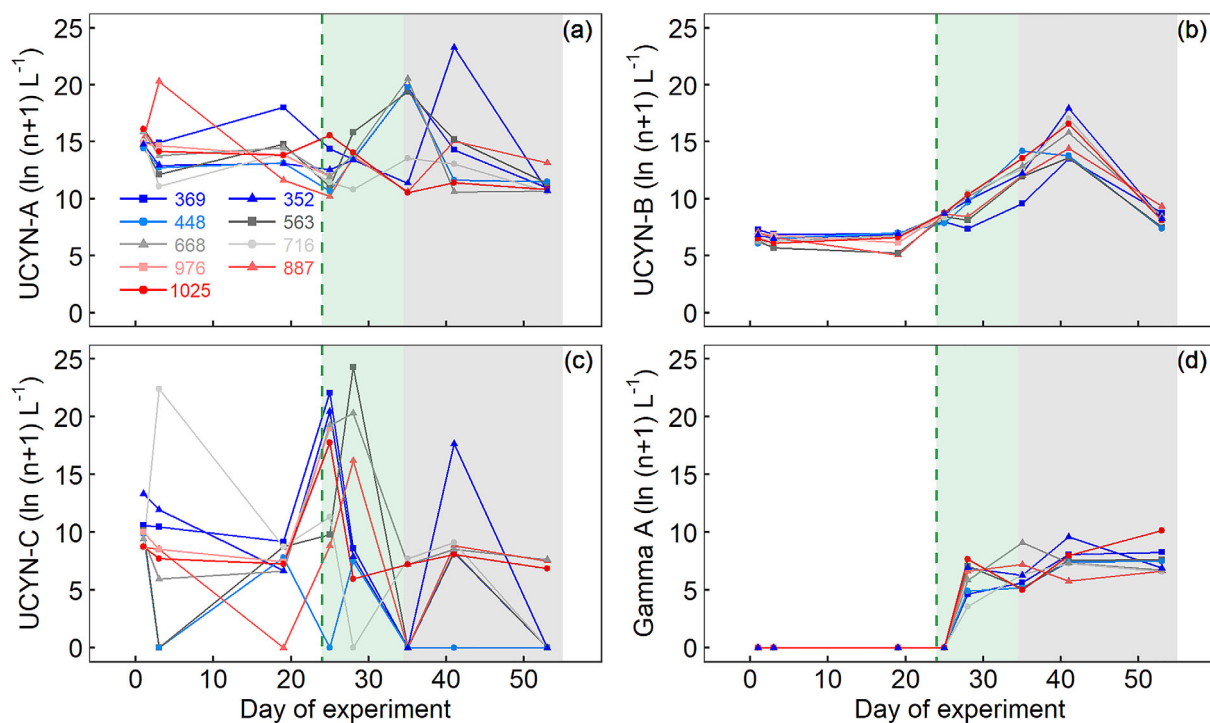 (a)
UCYN-A (ln (n+1) L⁻¹)
25
20
15
10
5
0
369 352
448 563
668 716
976 887
1025
(b)
UCYN-B (ln (n+1) L⁻¹)
25
20
15
10
5
0
(c)
UCYN-C (ln (n+1) L⁻¹)
25
20
15
10
5
0
0 10 20 30 40 50
Day of experiment
(d)
Gamma A (ln (n+1) L⁻¹)
25
20
15
10
5
0
0 10 20 30 40 50
Day of experiment